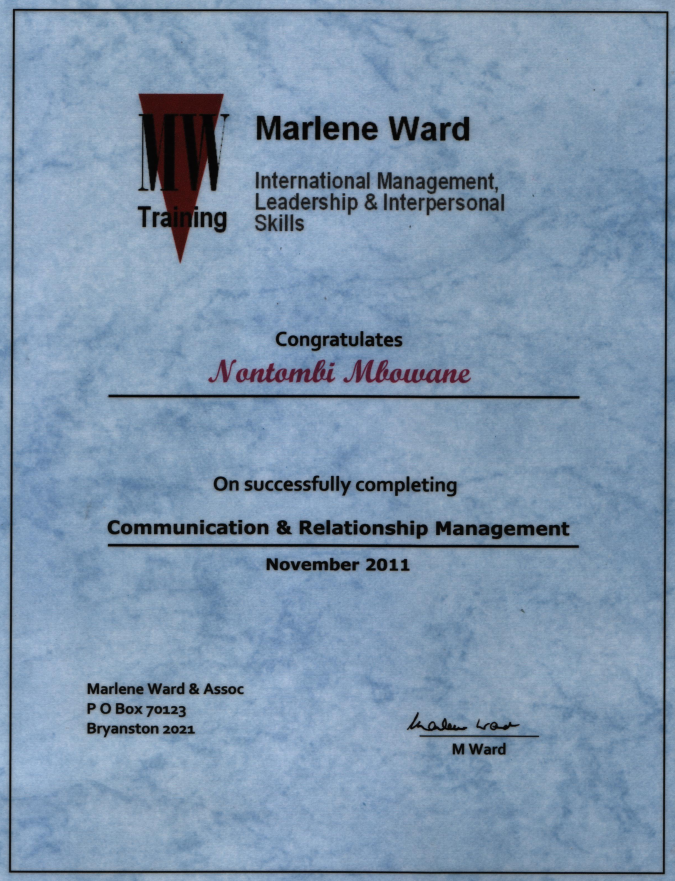 MW
Training
Marlene Ward
International Management,
Leadership & Interpersonal
Skills
Congratulates
Nontombi Mbowane
On successfully completing
Communication & Relationship Management
November 2011
Marlene Ward & Assoc
P O Box 70123
Bryanston 2021
Marlene Ward
M Ward